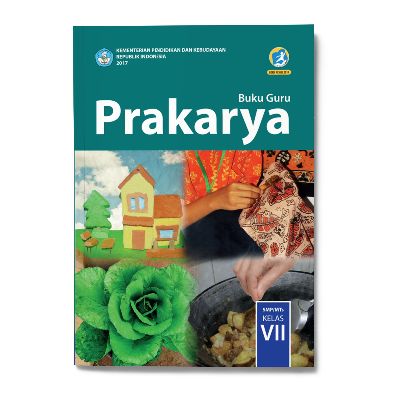 KEMENTERIAN PENDIDIKAN DAN KEBUDAYAAN
REPUBLIK INDONESIA
2017
Buku Guru
Prakarya
SMP/MTs
KELAS
VII